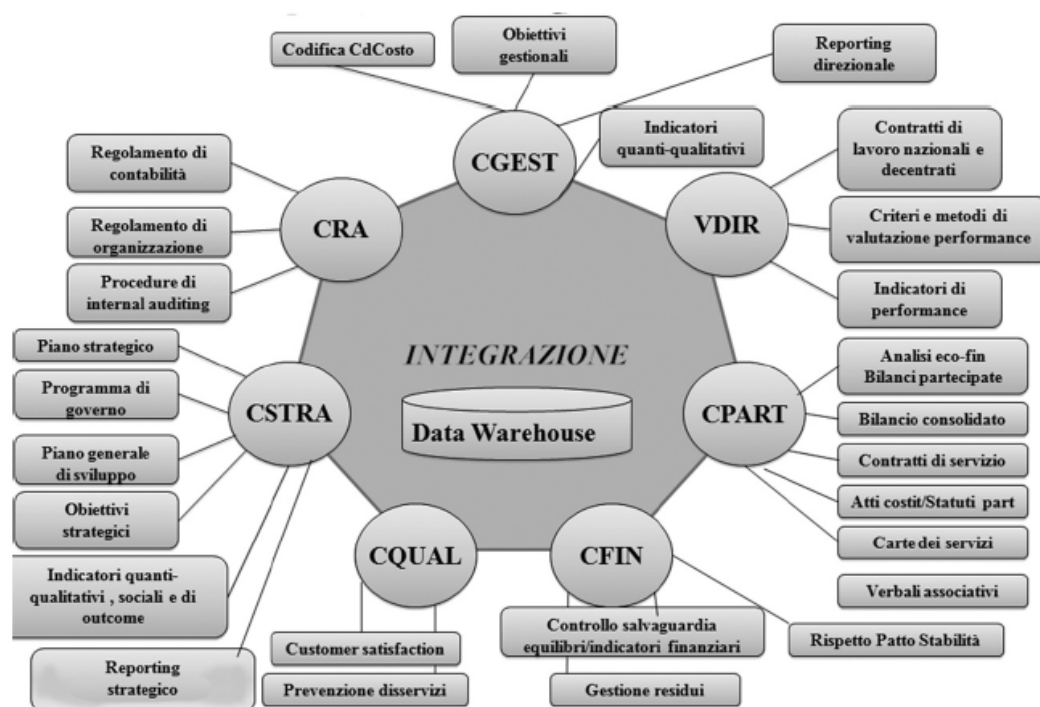 Codifica CdCosto
Obiettivi
gestionali
Reporting
direzionale
Indicatori
quanti-qualitativi
CGEST
Regolamento di
contabilità
Regolamento di
organizzazione
Procedure di
internal auditing
CRA
Contratti di
lavoro nazionali e
decentrati
Criteri e metodi di
valutazione performance
Indicatori di
performance
VDIR
INTEGRAZIONE
Data Warehouse
Piano strategico
Programma di
governo
Piano generale
di sviluppo
Obiettivi
strategici
Indicatori quanti-
qualitativi , sociali e di
outcome
Reporting
strategico
CSTRA
Analisi eco-fin
Bilanci partecipate
Bilancio consolidato
Contratti di servizio
Atti costit/Statuti part
Carte dei servizi
Verbali associativi
CPART
CQUAL
Customer satisfaction
Prevenzione disservizi
CFIN
Controllo salvaguardia
equilibri/indicatori finanziari
Gestione residui
Rispetto Patto Stabilità